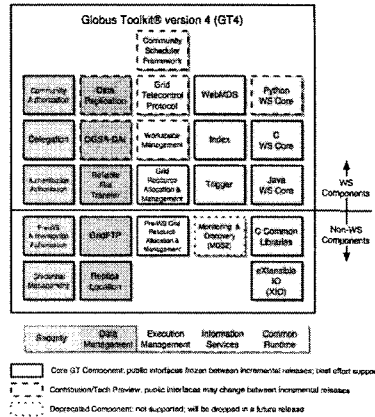 Globus Toolkit® version 4 (GT4)
Community
Scheduler
Framework
Community
Authorization
Data
Replication
Grid
Telecontrol
Protocol
WebMDS
Python
WS Core
Delegation
OGSA-DAI
Workspace
Management
Index
C
WS Core
Authentication
Authorization
Reliable
File
Transfer
Grid
Resource
Allocation &
Management
Trigger
Java
WS Core
WS
Components
Non-WS
Components
Pre-WS
Authentication
Authorization
GridFTP
Pre-WS Grid
Resource
Allocation &
Management
Monitoring &
Discovery
(MDS2)
C Common
Libraries
Credential
Management
Replica
Location
eXtensible
IO
(XIO)
Security
Data
Management
Execution
Management
Information
Services
Common
Runtime
Core GT Component: public interfaces frozen between incremental releases; best effort support
Contribution/Tech Preview: public interfaces may change between incremental releases
Deprecated Component: not supported; will be dropped in a future release